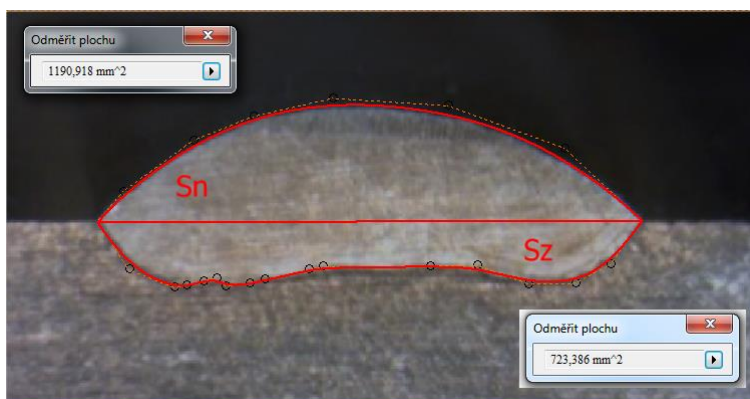 Odměřit plochu
1190,918 mm^2
Sn
Sz
Odměřit plochu
723,386 mm^2